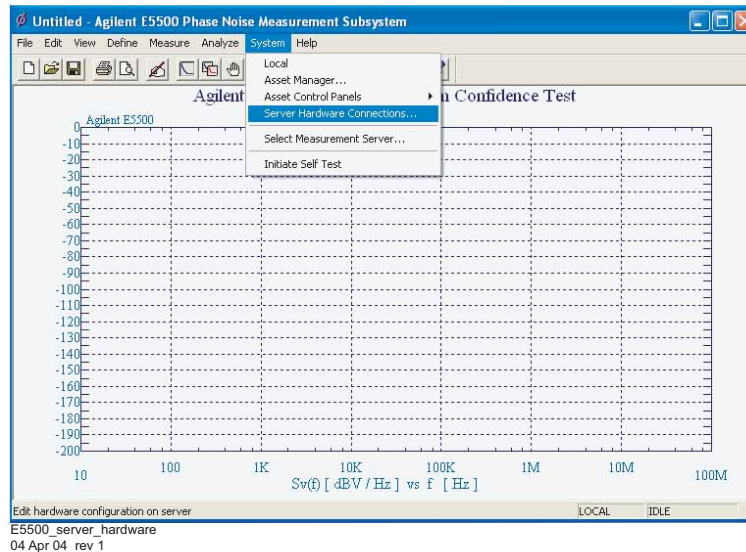 Untitled - Agilent E5500 Phase Noise Measurement Subsystem
File Edit View Define Measure Analyze System Help
Local
Asset Manager...
Asset Control Panels
Server Hardware Connections...
Select Measurement Server...
Initiate Self Test
Agilent
n Confidence Test
Agilent E5500
0
-10
-20
-30
-40
-50
-60
-70
-80
-90
-100
-110
-120
-130
-140
-150
-160
-170
-180
-190
-200
10 100 1K 10K 100K 1M 10M 100M
Sv(f) [ dBV / Hz ] vs f [ Hz ]
Edit hardware configuration on server LOCAL IDLE
E5500_server_hardware
04 Apr 04 rev 1